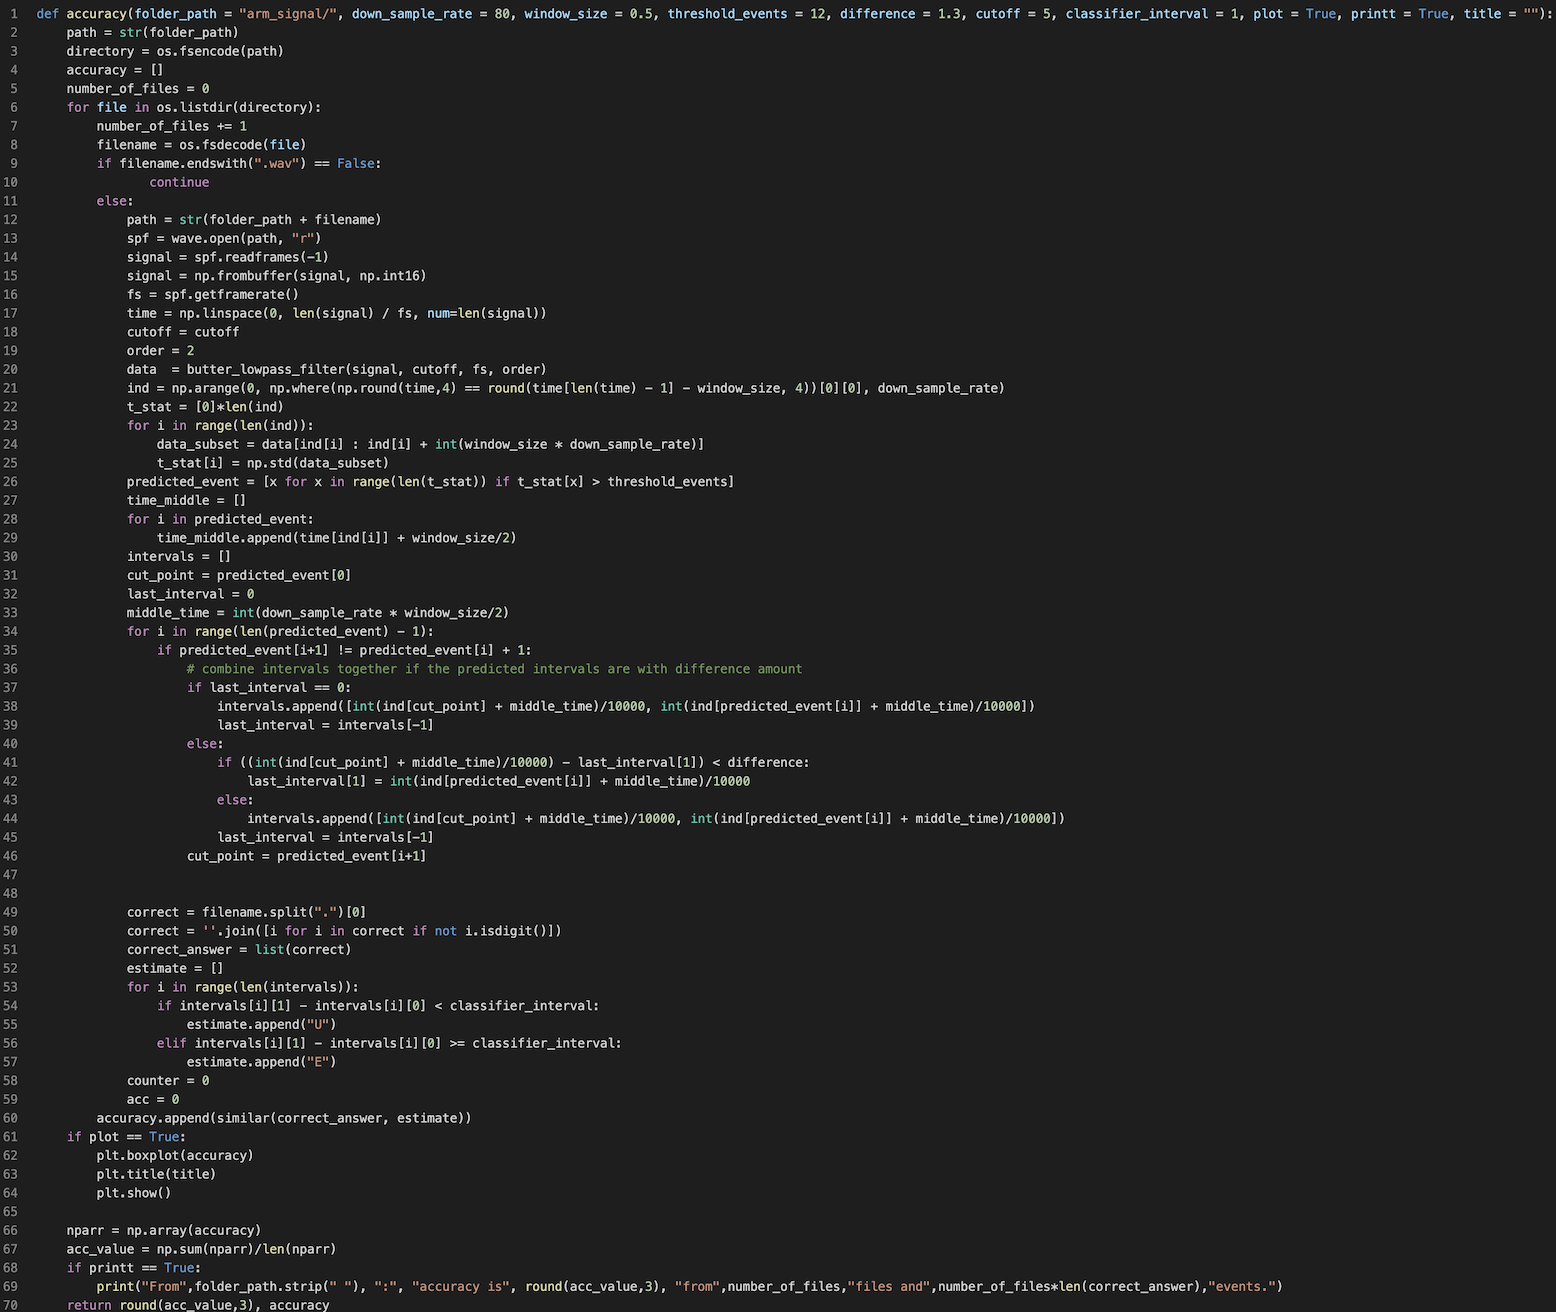 1 def accuracy(folder_path = "arm_signal/", down_sample_rate = 80, window_size = 0.5, threshold_events = 12, difference = 1.3, cutoff = 5, classifier_interval = 1, plot = True, printt = True, title = ""):
2     path = str(folder_path)
3     directory = os.fsencode(path)
4     accuracy = []
5     number_of_files = 0
6     for file in os.listdir(directory):
7         number_of_files += 1
8         filename = os.fsdecode(file)
9         if filename.endswith(".wav") == False:
10                continue
11        else:
12            path = str(folder_path + filename)
13            spf = wave.open(path, "r")
14            signal = spf.readframes(-1)
15            signal = np.frombuffer(signal, np.int16)
16            fs = spf.getframerate()
17            time = np.linspace(0, len(signal) / fs, num=len(signal))
18            cutoff = cutoff
19            order = 2
20            data  = butter_lowpass_filter(signal, cutoff, fs, order)
21            ind = np.arange(0, np.where(np.round(time,4) == round(time[len(time) - 1] - window_size, 4))[0][0], down_sample_rate)
22            t_stat = [0]*len(ind)
23            for i in range(len(ind)):
24                data_subset = data[ind[i] : ind[i] + int(window_size * down_sample_rate)]
25                t_stat[i] = np.std(data_subset)
26            predicted_event = [x for x in range(len(t_stat)) if t_stat[x] > threshold_events]
27            time_middle = []
28            for i in predicted_event:
29                time_middle.append(time[ind[i]] + window_size/2)
30            intervals = []
31            cut_point = predicted_event[0]
32            last_interval = 0
33            middle_time = int(down_sample_rate * window_size/2)
34            for i in range(len(predicted_event) - 1):
35                if predicted_event[i+1] != predicted_event[i] + 1:
36                    # combine intervals together if the predicted intervals are with difference amount
37                    if last_interval == 0:
38                        intervals.append([int(ind[cut_point] + middle_time)/10000, int(ind[predicted_event[i]] + middle_time)/10000])
39                        last_interval = intervals[-1]
40                    else:
41                        if ((int(ind[cut_point] + middle_time)/10000) - last_interval[1]) < difference:
42                            last_interval[1] = int(ind[predicted_event[i]] + middle_time)/10000
43                        else:
44                            intervals.append([int(ind[cut_point] + middle_time)/10000, int(ind[predicted_event[i]] + middle_time)/10000])
45                        last_interval = intervals[-1]
46                    cut_point = predicted_event[i+1]
47
48
49            correct = filename.split(".")[0]
50            correct = ''.join([i for i in correct if not i.isdigit()])
51            correct_answer = list(correct)
52            estimate = []
53            for i in range(len(intervals)):
54                if intervals[i][1] - intervals[i][0] < classifier_interval:
55                    estimate.append("U")
56                elif intervals[i][1] - intervals[i][0] >= classifier_interval:
57                    estimate.append("E")
58            counter = 0
59            acc = 0
60        accuracy.append(similar(correct_answer, estimate))
61    if plot == True:
62        plt.boxplot(accuracy)
63        plt.title(title)
64        plt.show()
65
66    nparr = np.array(accuracy)
67    acc_value = np.sum(nparr)/len(nparr)
68    if printt == True:
69        print("From",folder_path.strip(" "), ":", "accuracy is", round(acc_value,3), "from",number_of_files,"files and",number_of_files*len(correct_answer),"events.")
70    return round(acc_value,3), accuracy